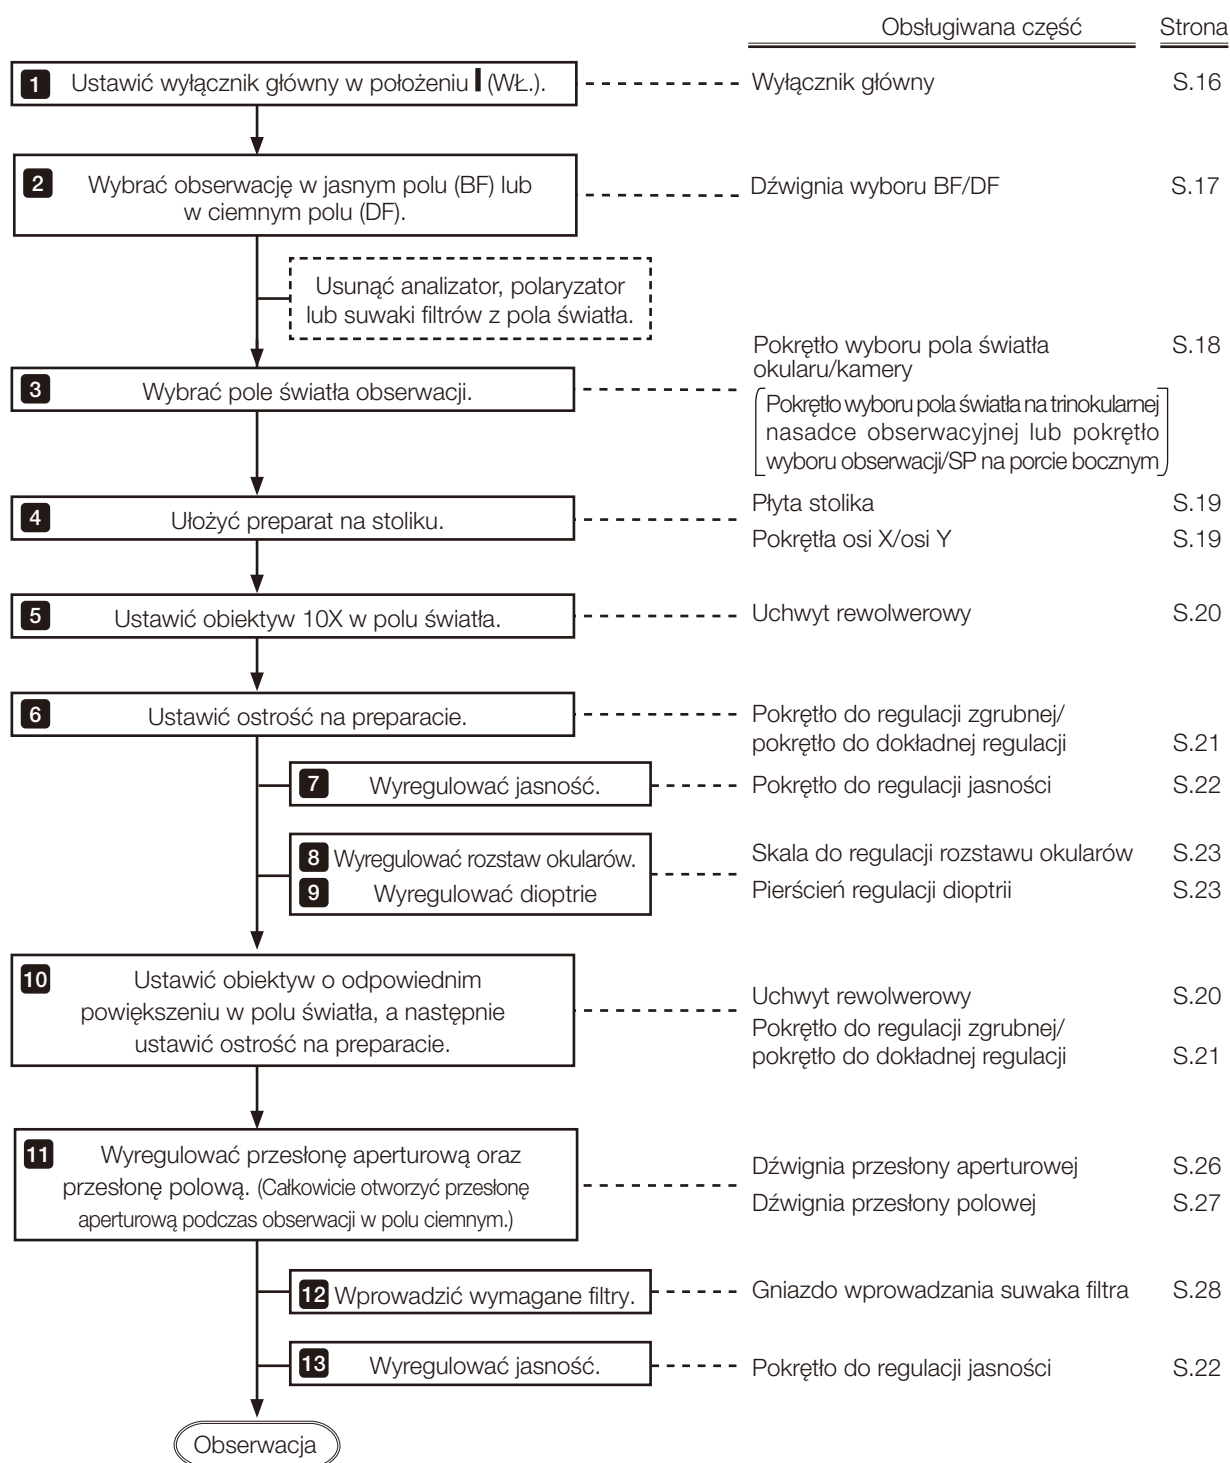 Obsługiwana część Strona
1 Ustawić wyłącznik główny w położeniu I (WŁ.). Wyłącznik główny S.16
2 Wybrać obserwację w jasnym polu (BF) lub
w ciemnym polu (DF).
Dźwignia wyboru BF/DF S.17
Usunąć analizator, polaryzator
lub suwaki filtrów z pola światła.
3 Wybrać pole światła obserwacji.
Pokrętło wyboru pola światła S.18
okularu/kamery
Pokrętło wyboru pola światła na trinokularnej
nasadce obserwacyjnej lub pokrętło
wyboru obserwacji/SP na porcie bocznym
4 Ułożyć preparat na stoliku.
Płyta stolika S.19
Pokrętła osi X/osi Y S.19
5 Ustawić obiektyw 10X w polu światła. Uchwyt rewolwerowy S.20
6 Ustawić ostrość na preparacie.
Pokrętło do regulacji zgrubnej/
pokrętło do dokładnej regulacji S.21
7 Wyregulować jasność. Pokrętło do regulacji jasności S.22
8 Wyregulować rozstaw okularów. Skala do regulacji rozstawu okularów S.23
9 Wyregulować dioptrie Pierścień regulacji dioptrii S.23
10 Ustawić obiektyw o odpowiednim
powiększeniu w polu światła, a następnie
ustawić ostrość na preparacie.
Uchwyt rewolwerowy S.20
Pokrętło do regulacji zgrubnej/
pokrętło do dokładnej regulacji S.21
11 Wyregulować przesłonę aperturową oraz
przesłonę polową. (Całkowicie otworzyć przesłonę
aperturową podczas obserwacji w polu ciemnym.)
Dźwignia przesłony aperturowej S.26
Dźwignia przesłony polowej S.27
12 Wprowadzić wymagane filtry. Gniazdo wprowadzania suwaka filtra S.28
13 Wyregulować jasność. Pokrętło do regulacji jasności S.22
Obserwacja